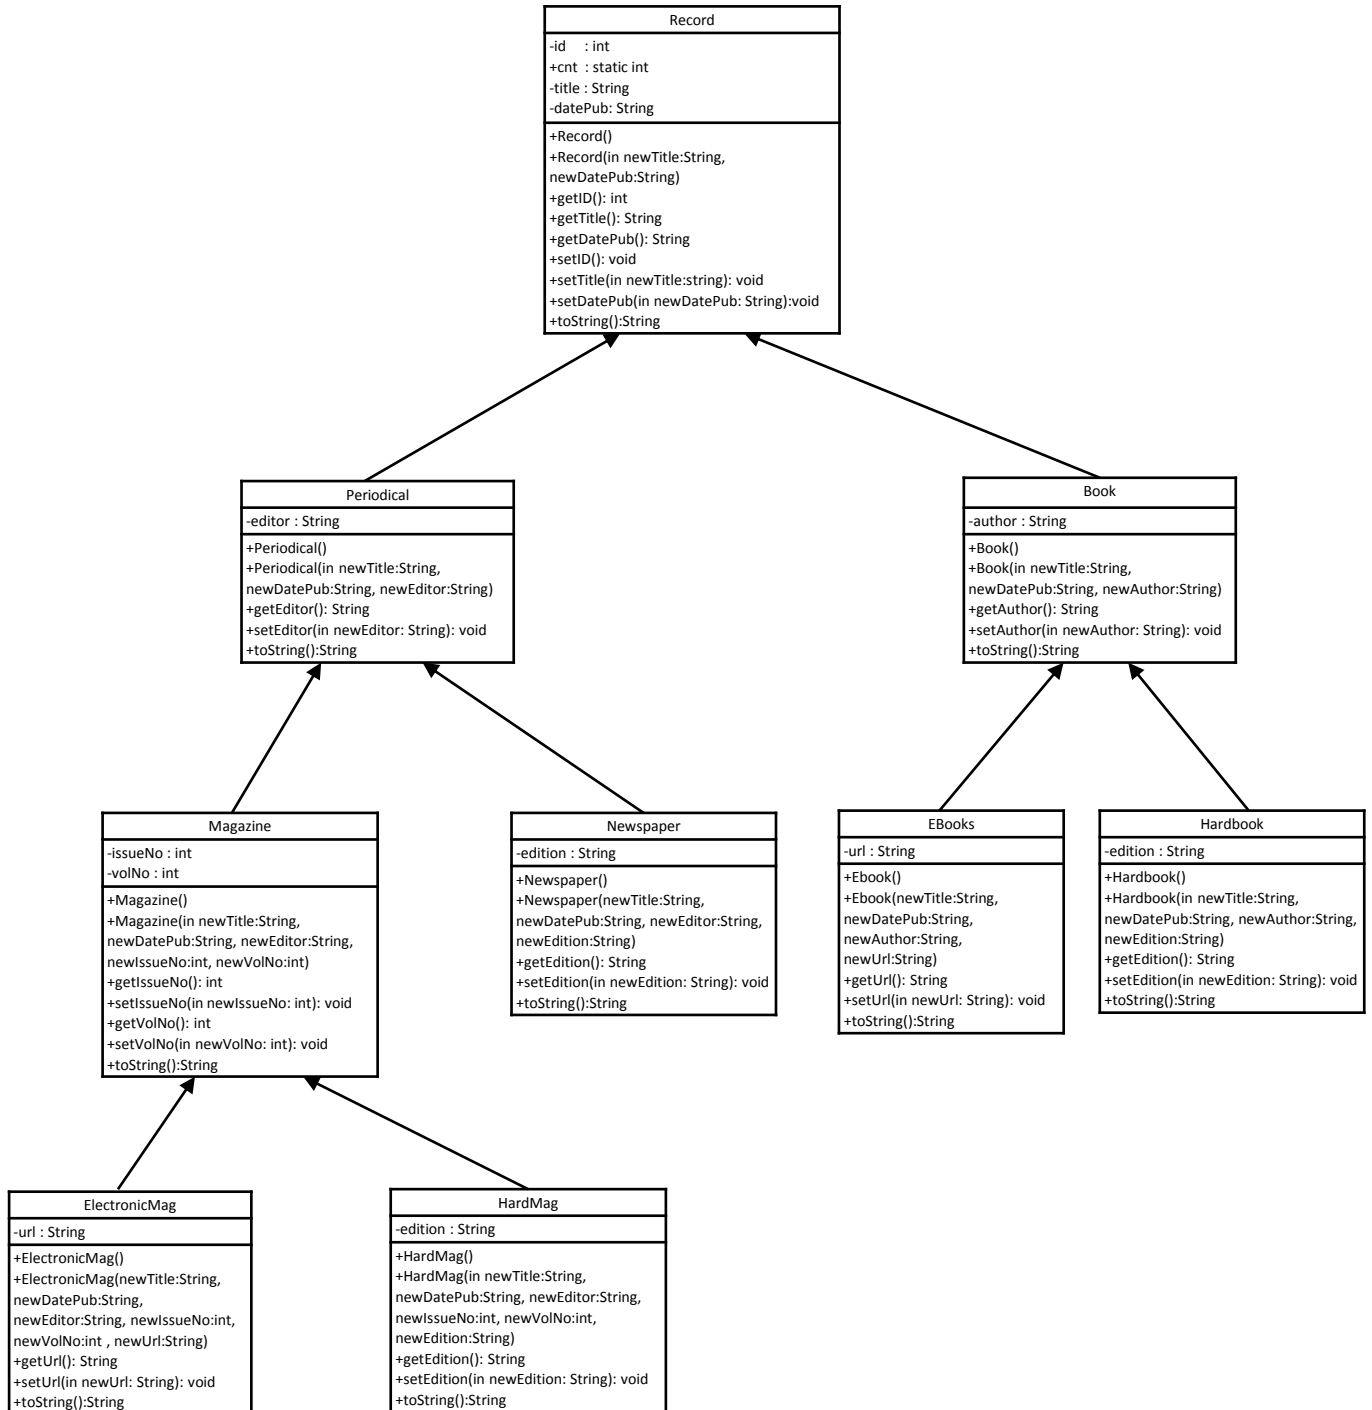 Record
-id : int
+cnt : static int
-title : String
-datePub: String
+Record()
+Record(in newTitle:String,
newDatePub:String)
+getID(): int
+getTitle(): String
+getDatePub(): String
+setID(): void
+setTitle(in newTitle:string): void
+setDatePub(in newDatePub: String):void
+toString():String
Periodical
-editor : String
+Periodical()
+Periodical(in newTitle:String,
newDatePub:String, newEditor:String)
+getEditor(): String
+setEditor(in newEditor: String): void
+toString():String
Book
-author : String
+Book()
+Book(in newTitle:String,
newDatePub:String, newAuthor:String)
+getAuthor(): String
+setAuthor(in newAuthor: String): void
+toString():String
Magazine
-issueNo : int
-volNo : int
+Magazine()
+Magazine(in newTitle:String,
newDatePub:String, newEditor:String,
newIssueNo:int, newVolNo:int)
+getIssueNo(): int
+setIssueNo(in newIssueNo: int): void
+getVolNo(): int
+setVolNo(in newVolNo: int): void
+toString():String
Newspaper
-edition : String
+Newspaper()
+Newspaper(newTitle:String,
newDatePub:String, newEditor:String,
newEdition:String)
+getEdition(): String
+setEdition(in newEdition: String): void
+toString():String
EBooks
-url : String
+Ebook()
+Ebook(newTitle:String,
newDatePub:String,
newAuthor:String,
newUrl:String)
+getUrl(): String
+setUrl(in newUrl: String): void
+toString():String
Hardbook
-edition : String
+Hardbook()
+Hardbook(in newTitle:String,
newDatePub:String, newAuthor:String,
newEdition:String)
+getEdition(): String
+setEdition(in newEdition: String): void
+toString():String
ElectronicMag
-url : String
+ElectronicMag()
+ElectronicMag(newTitle:String,
newDatePub:String,
newEditor:String, newIssueNo:int,
newVolNo:int , newUrl:String)
+getUrl(): String
+setUrl(in newUrl: String): void
+toString():String
HardMag
-edition : String
+HardMag()
+HardMag(in newTitle:String,
newDatePub:String, newEditor:String,
newIssueNo:int, newVolNo:int,
newEdition:String)
+getEdition(): String
+setEdition(in newEdition: String): void
+toString():String